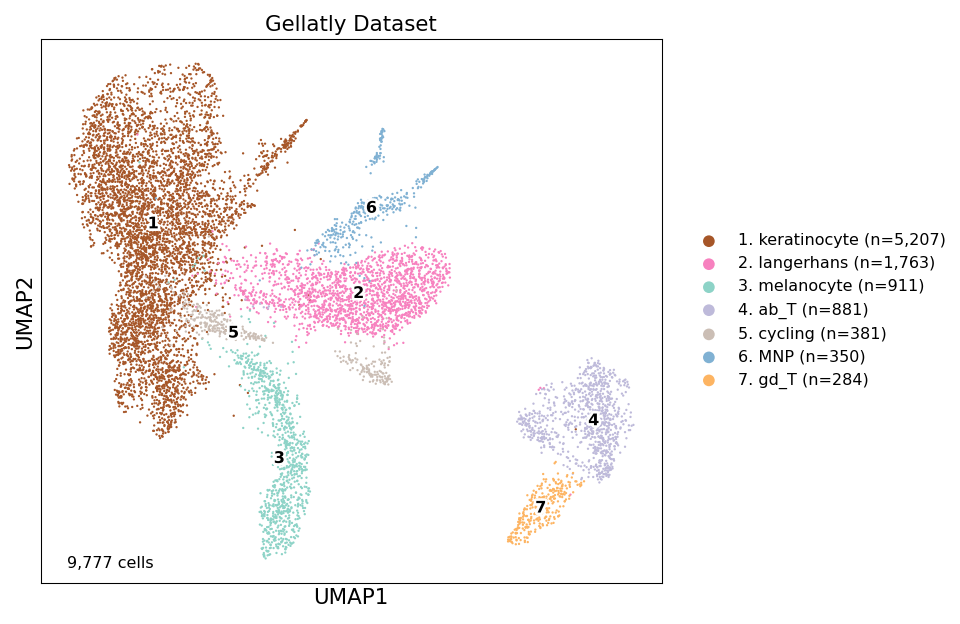 Gellatly Dataset
1
6
2
5
4
3
7
9,777 cells
UMAP1
UMAP2
1. keratinocyte (n=5,207)
2. langerhans (n=1,763)
3. melanocyte (n=911)
4. ab_T (n=881)
5. cycling (n=381)
6. MNP (n=350)
7. gd_T (n=284)